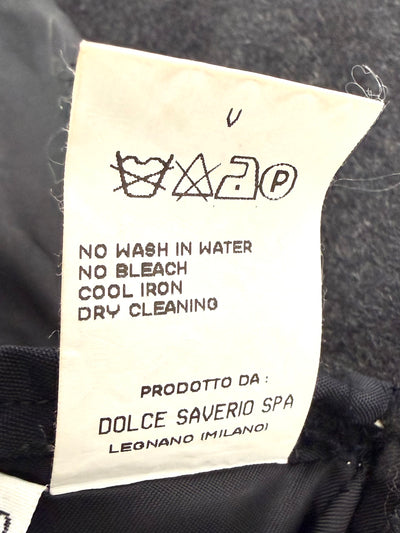 V
P
NO WASH IN WATER
NO BLEACH
COOL IRON
DRY CLEANING
PRODOTTO DA :
DOLCE SAVERIO SPA
LEGNANO (MILANO)